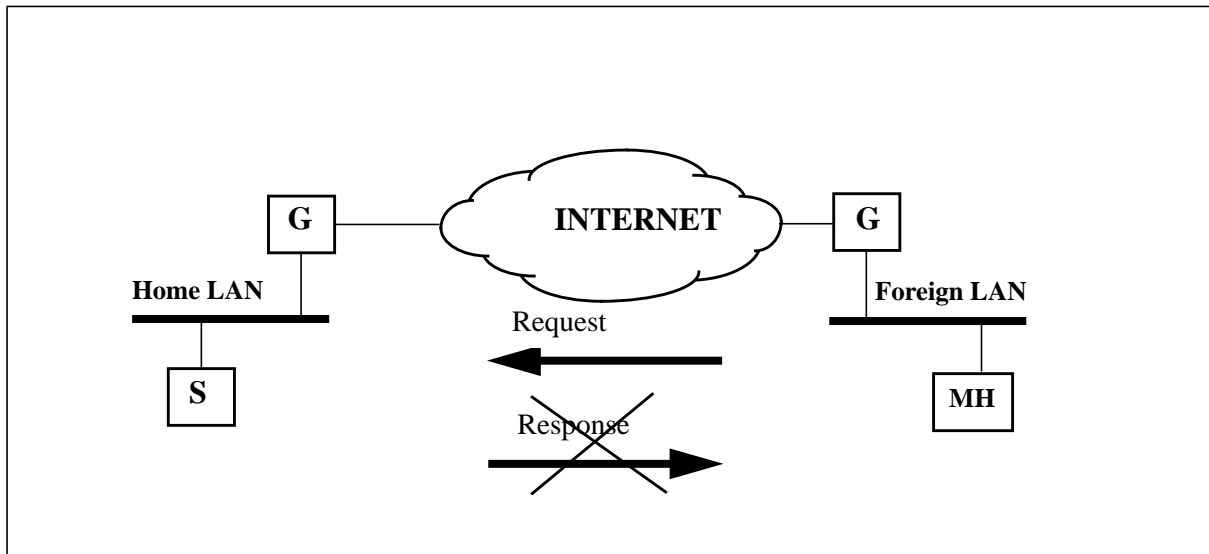 G
INTERNET
G
Home LAN
Foreign LAN
Request
S
MH
Response